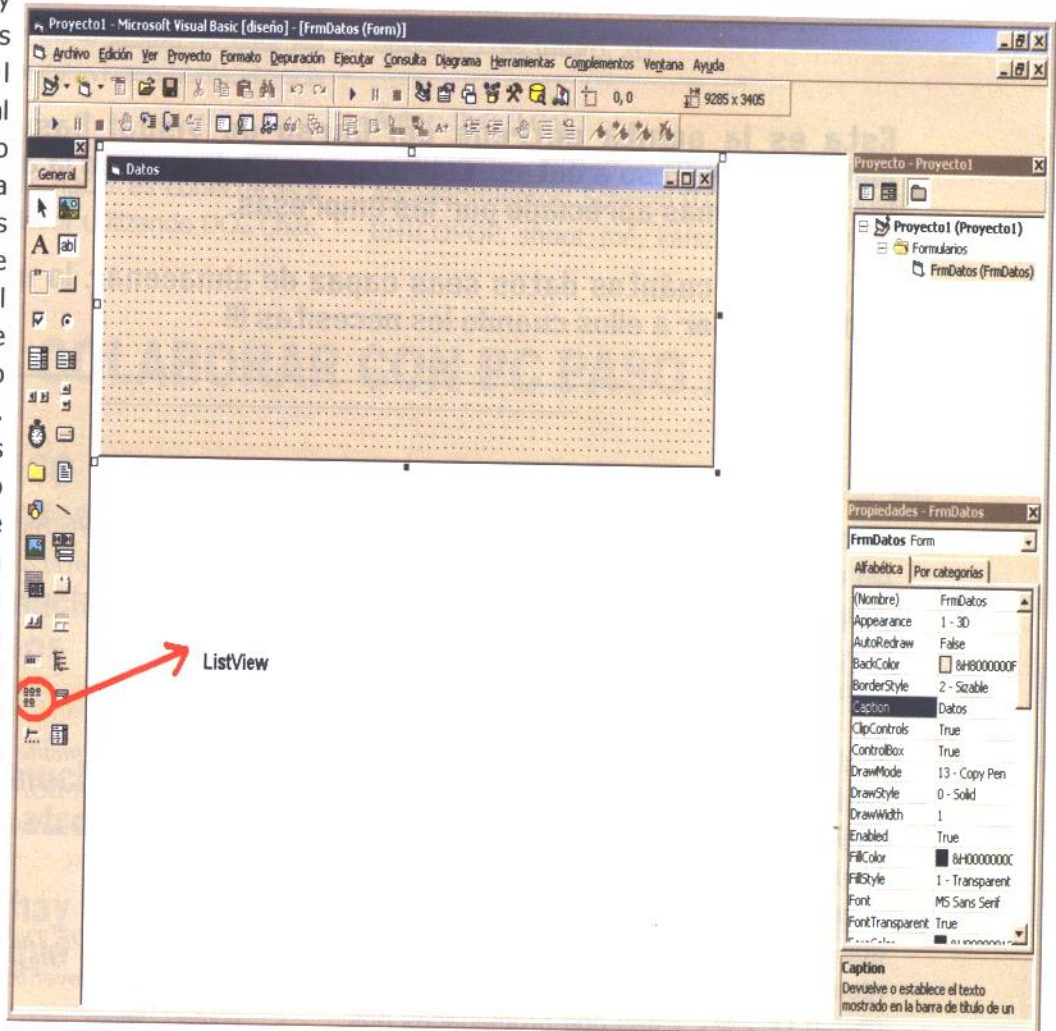 Proyecto1 - Microsoft Visual Basic [diseño] - [FrmDatos (Form)]
Archivo Edición Ver Proyecto Formato Depuración Ejecutar Consulta Diagrama Herramientas Complementos Ventana Ayuda
0, 0 9285 x 3405
General
Datos
ListView
Proyecto - Proyecto1
Proyecto1 (Proyecto1)
Formularios
FrmDatos (FrmDatos)
Propiedades - FrmDatos
FrmDatos Form
Alfabética Por categorías
(Nombre) FrmDatos
Appearance 1 - 3D
AutoRedraw False
BackColor &H8000000F
BorderStyle 2 - Sizable
Caption Datos
ClipControls True
ControlBox True
DrawMode 13 - Copy Pen
DrawStyle 0 - Solid
DrawWidth 1
Enabled True
FillColor &H0000000C
FillStyle 1 - Transparent
Font MS Sans Serif
FontTransparent True
Caption
Devuelve o establece el texto
mostrado en la barra de título de un